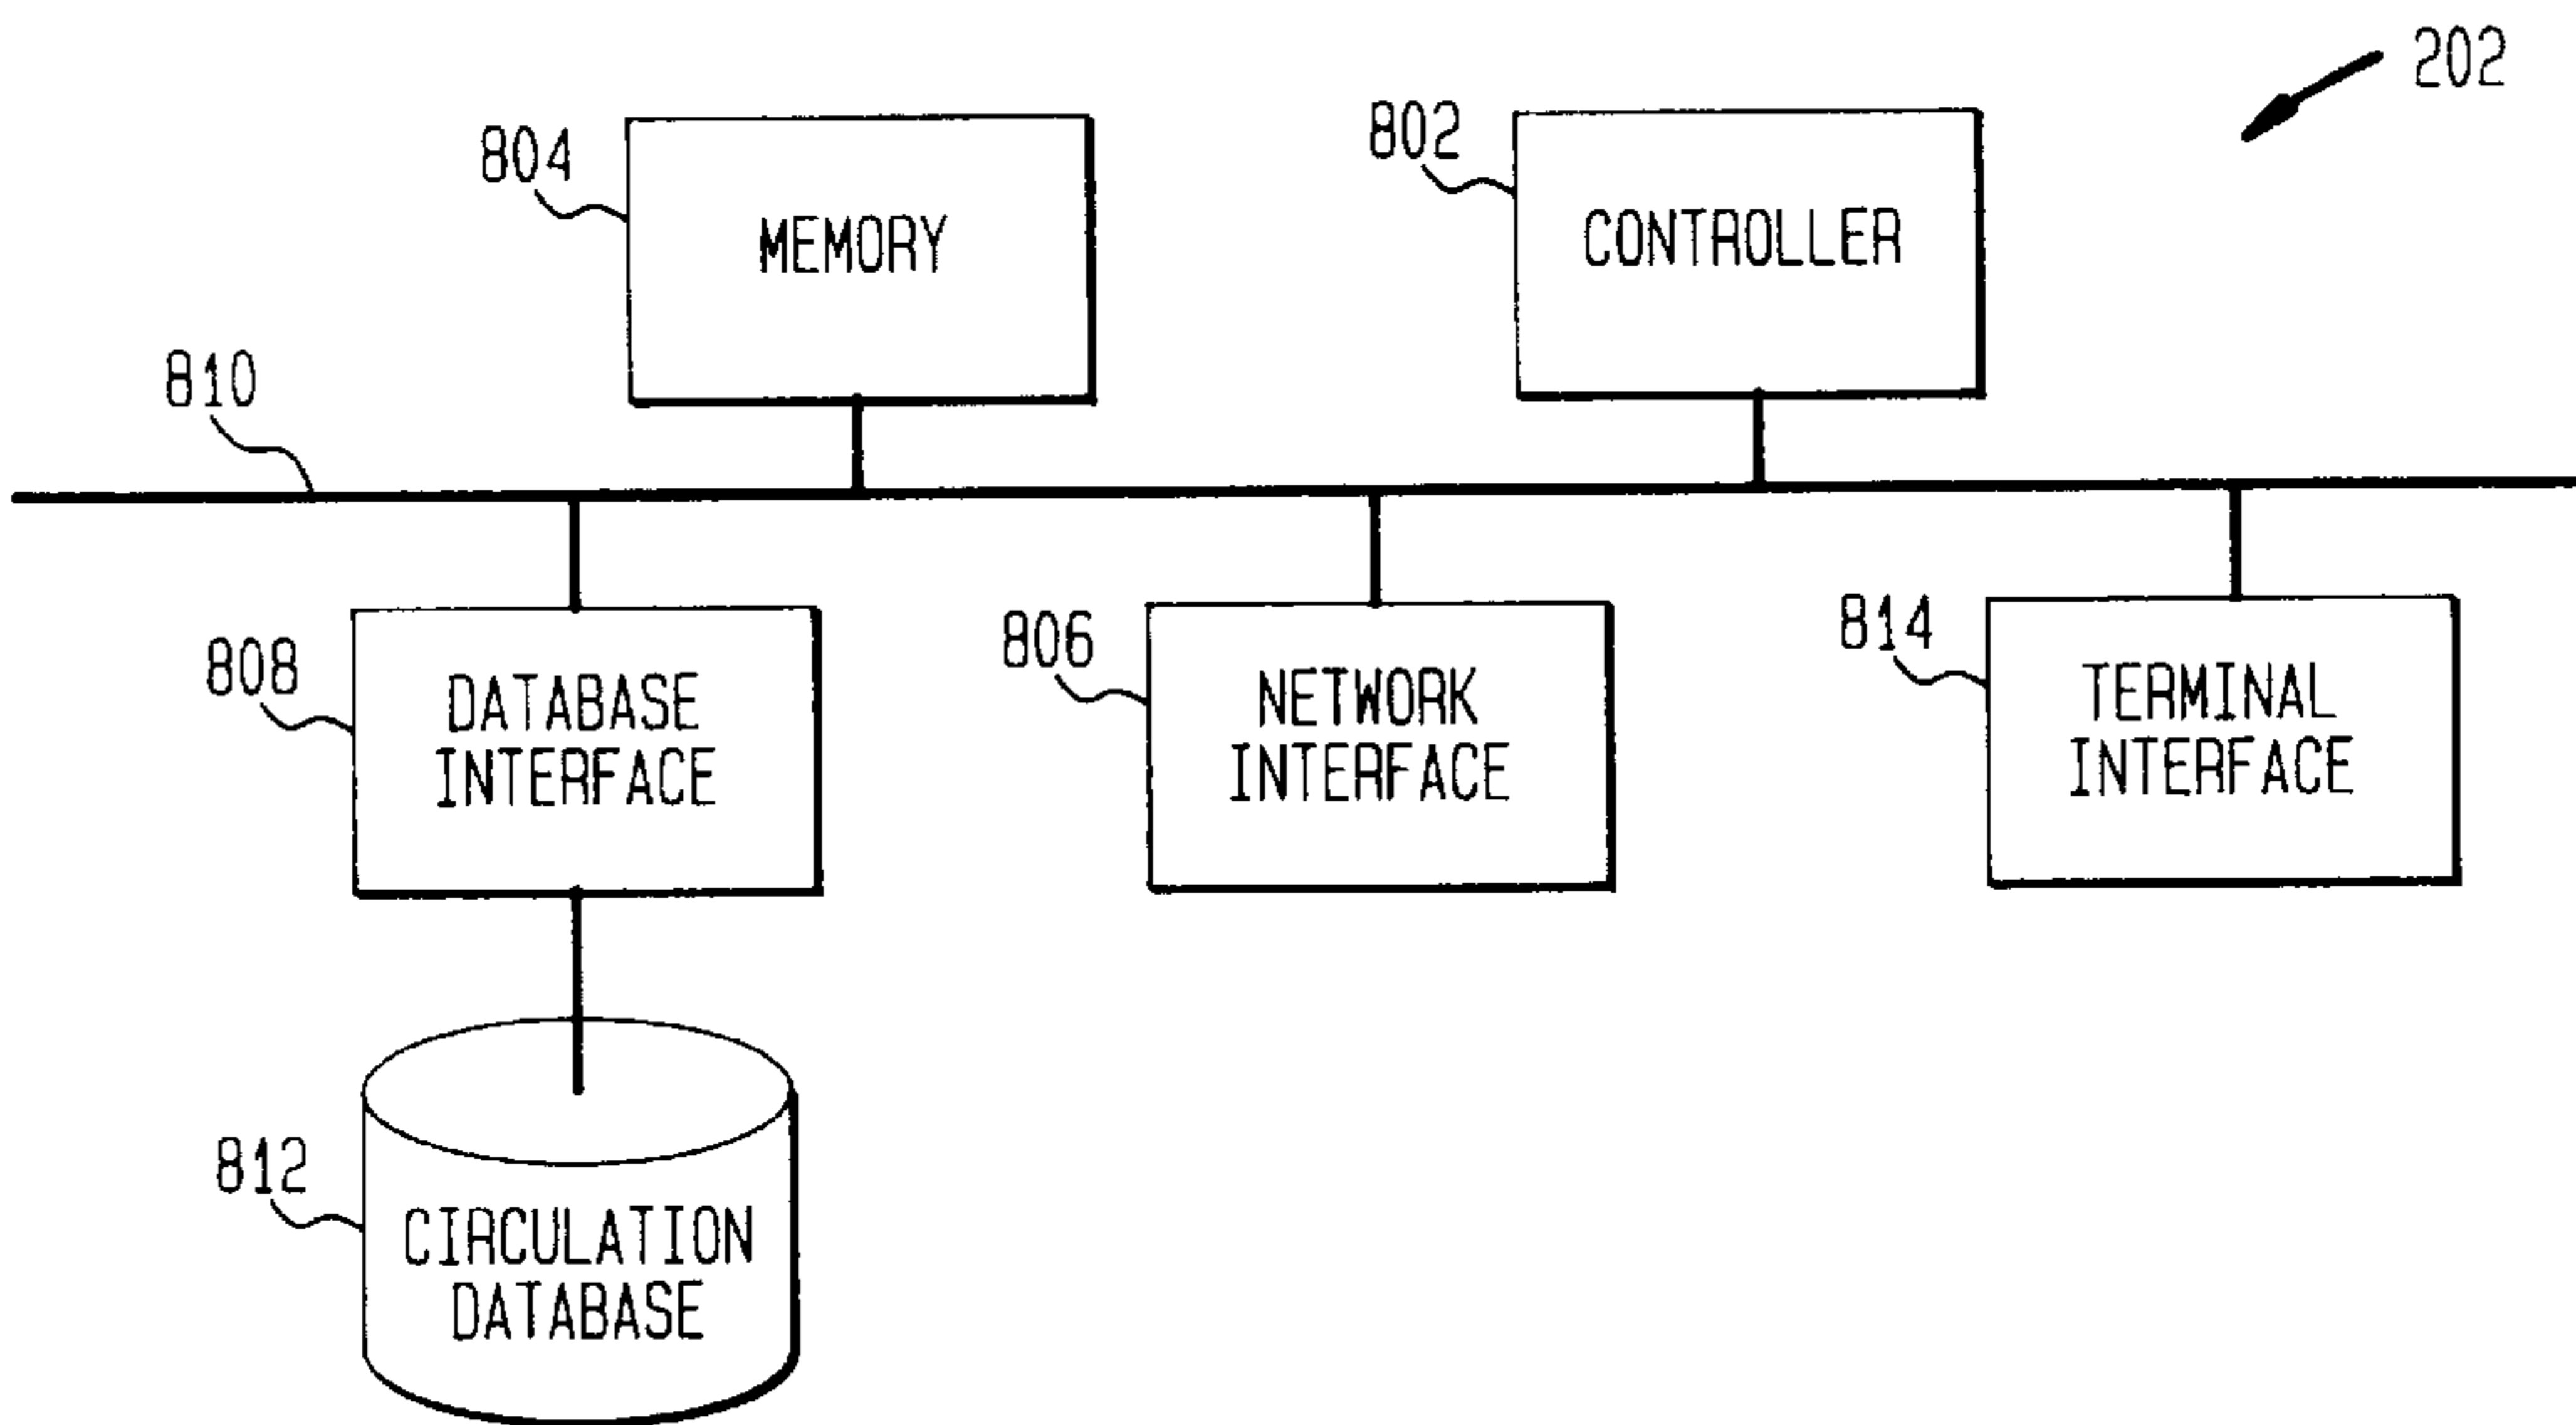 202
804
MEMORY
802
CONTROLLER
810
808
DATABASE
INTERFACE
806
NETWORK
INTERFACE
814
TERMINAL
INTERFACE
812
CIRCULATION
DATABASE